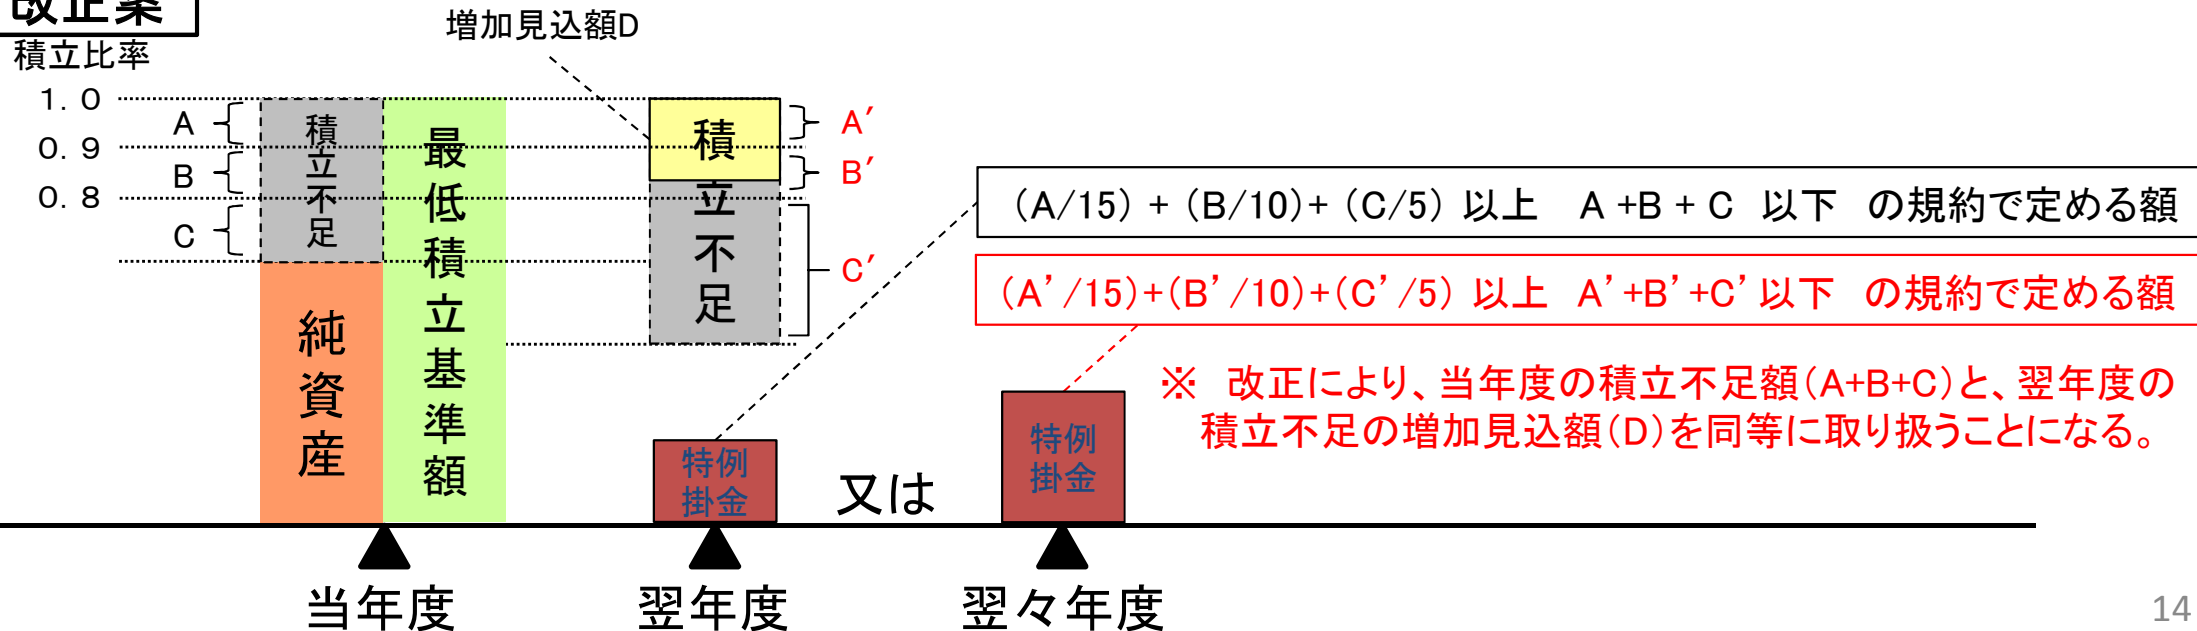 改正案
積立比率
増加見込額D
1．0
0．9
0．8
A
B
C
積立不足
最低積立基準額
純資産
積立不足
A′
B′
C′
（A/15）+（B/10）+（C/5）以上　A +B + C　以下　の規約で定める額
（A’/15）+（B’/10）+（C’/5）以上　A’+B’+C’以下　の規約で定める額
※　改正により、当年度の積立不足額（A+B+C）と、翌年度の
積立不足の増加見込額（D）を同等に取り扱うことになる。
特例
掛金
又は
特例
掛金
当年度
翌年度
翌々年度
14